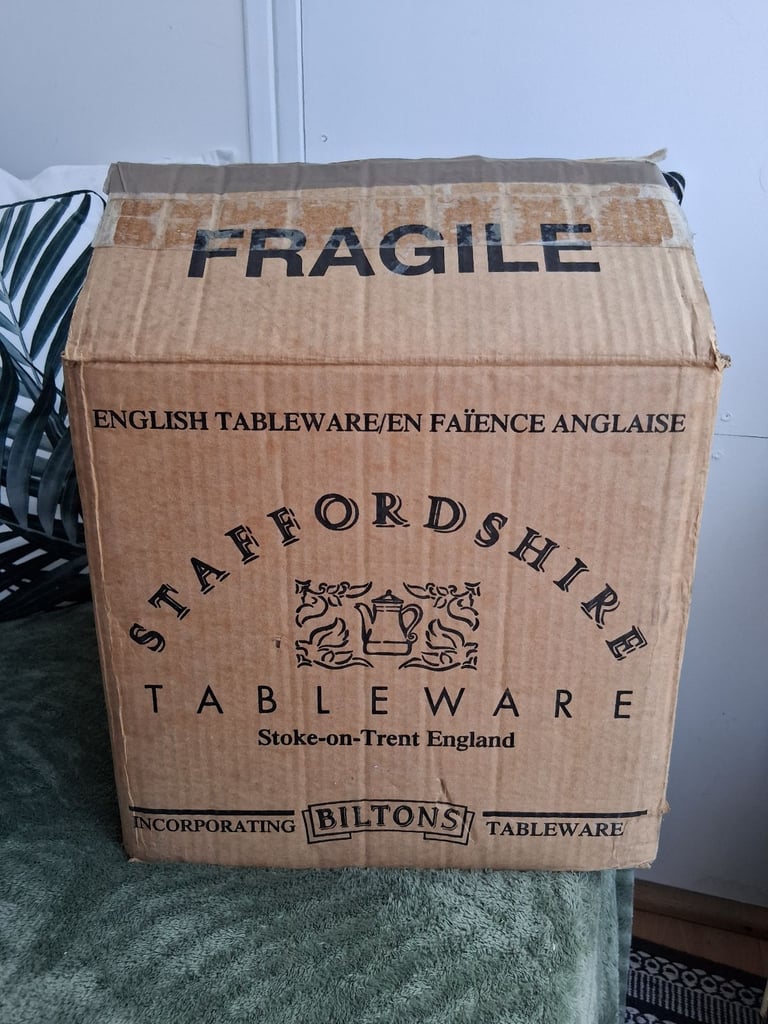 FRAGILE
ENGLISH TABLEWARE/EN FAÏENCE ANGLAISE
STAFFORDSHIRE
TABLEWARE
Stoke-on-Trent England
INCORPORATING BILTONS TABLEWARE